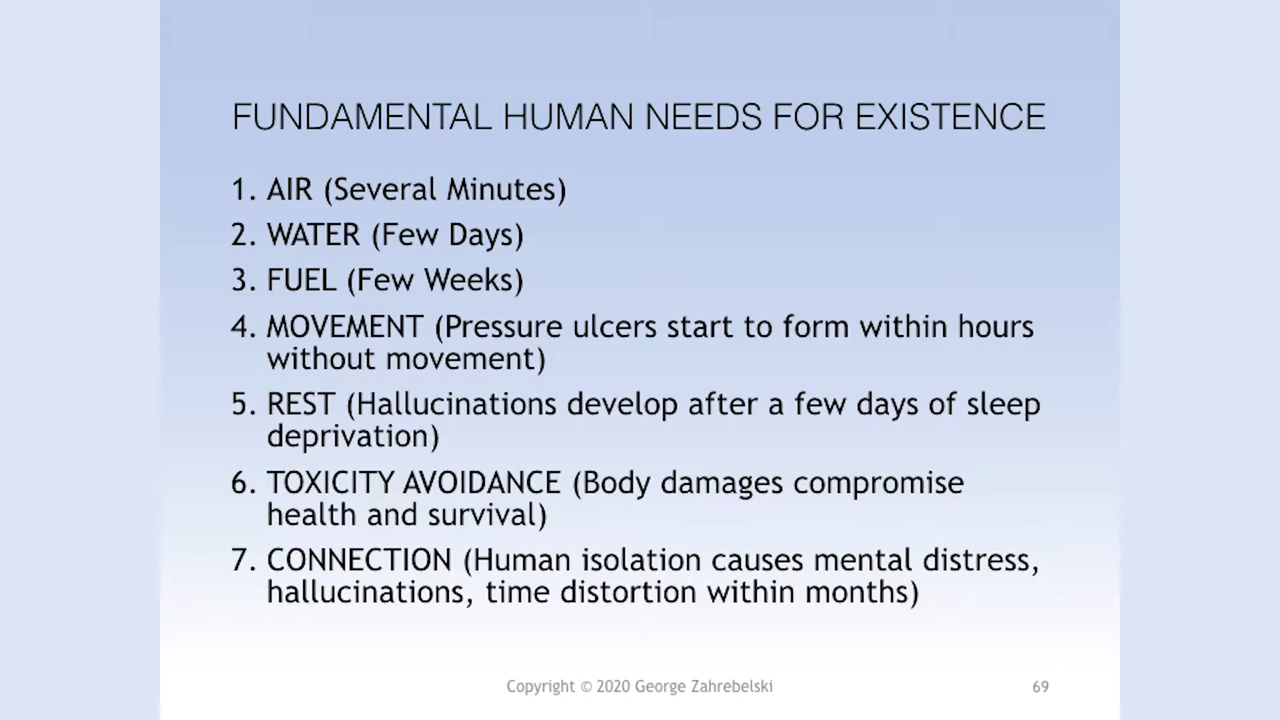 FUNDAMENTAL HUMAN NEEDS FOR EXISTENCE
1. AIR (Several Minutes)
2. WATER (Few Days)
3. FUEL (Few Weeks)
4. MOVEMENT (Pressure ulcers start to form within hours
without movement)
5. REST (Hallucinations develop after a few days of sleep
deprivation)
6. TOXICITY AVOIDANCE (Body damages compromise
health and survival)
7. CONNECTION (Human isolation causes mental distress,
hallucinations, time distortion within months)
Copyright © 2020 George Zahrebelski
69